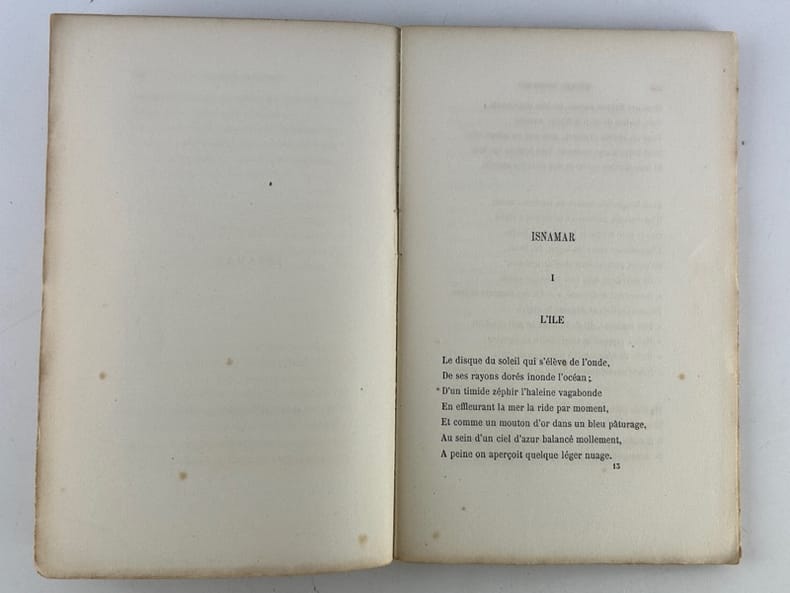 ISNAMAR
I
L'ILE
Le disque du soleil qui s'élève de l'onde,
De ses rayons dorés inonde l'océan;
D'un timide zéphir l'haleine vagabonde
En effleurant la mer la ride par moment,
Et comme un mouton d'or dans un bleu pâturage,
Au sein d'un ciel d'azur balancé mollement,
A peine on aperçoit quelque léger nuage.
13